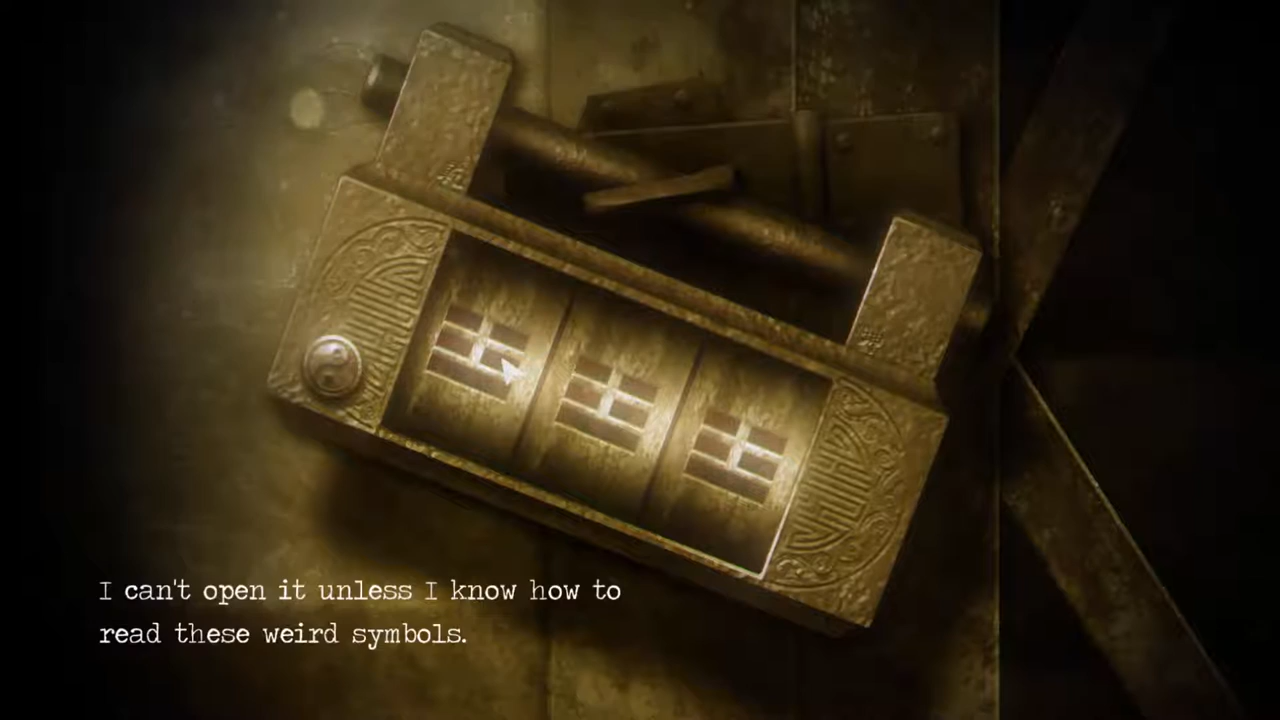 I can't open it unless I know how to
read these weird symbols.